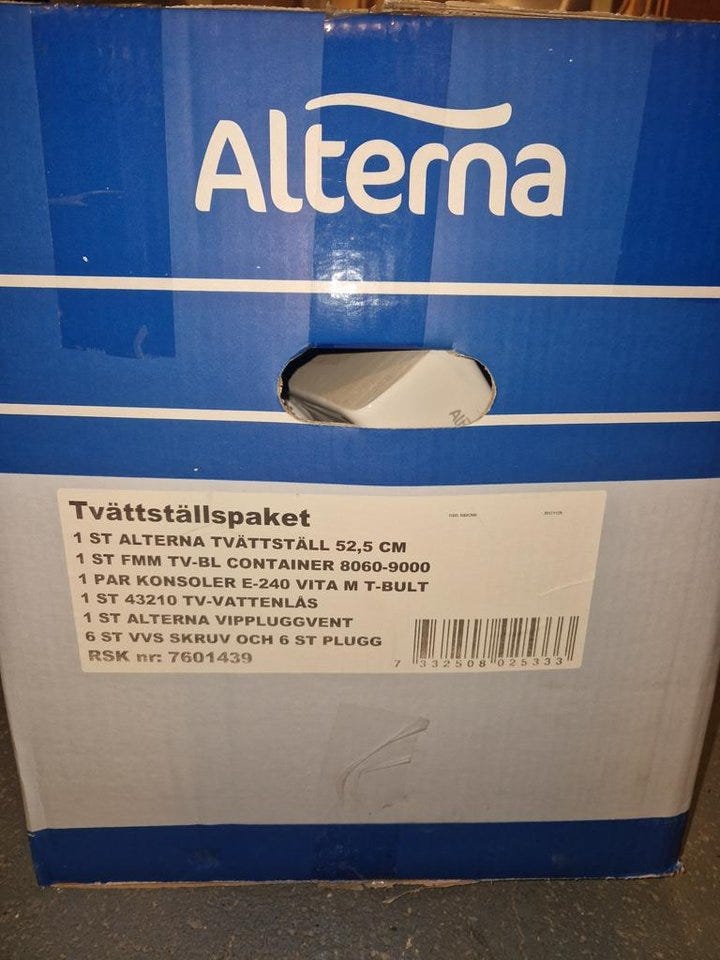 Alterna
Tvättställspaket
1 ST ALTERNA TVÄTTSTÄLL 52,5 CM
1 ST FMM TV-BL CONTAINER 8060-9000
1 PAR KONSOLER E-240 VITA M T-BULT
1 ST 43210 TV-VATTENLÅS
1 ST ALTERNA VIPPLUGGVENT
6 ST VVS SKRUV OCH 6 ST PLUGG
RSK nr: 7601439
7 332508 025333